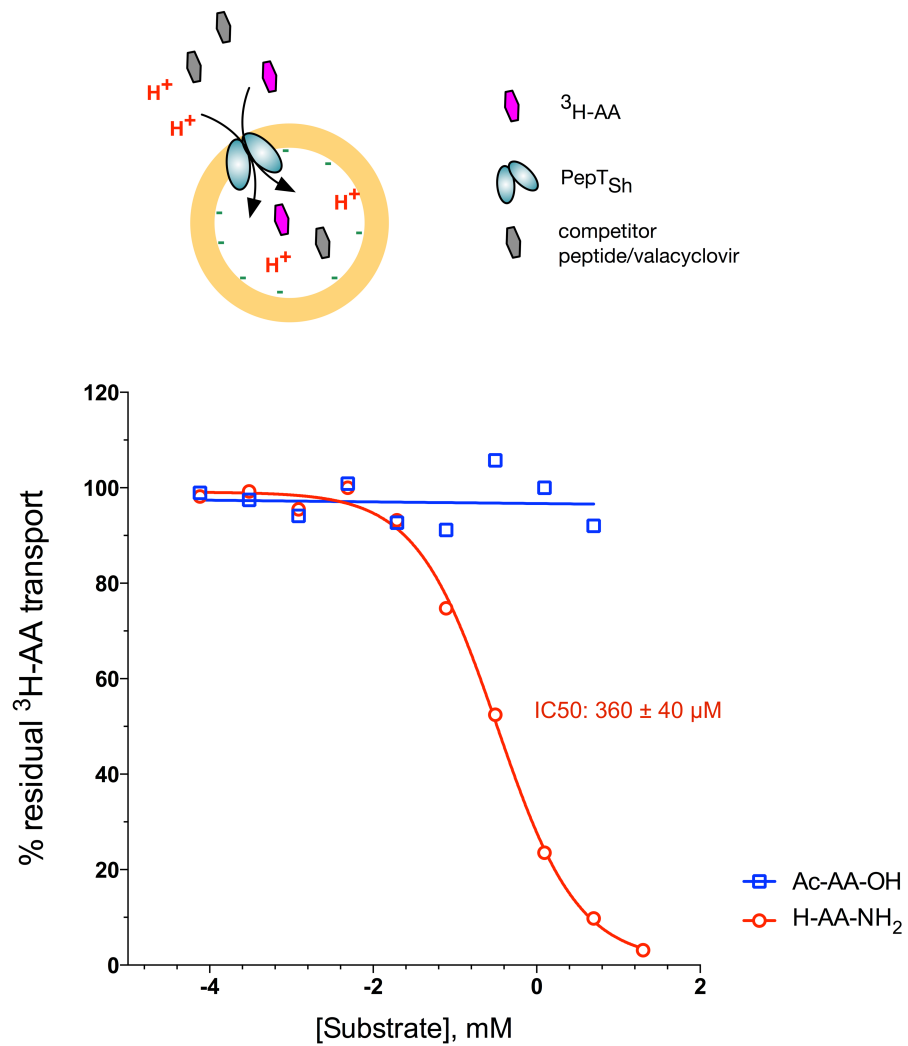 H+
H+
H+
H+
3H-AA
PepTSh
competitor
peptide/valacyclovir
120
100
80
60
40
20
0
-4
-2
0
2
% residual 3H-AA transport
[Substrate], mM
IC50: 360 ± 40 µM
Ac-AA-OH
H-AA-NH2